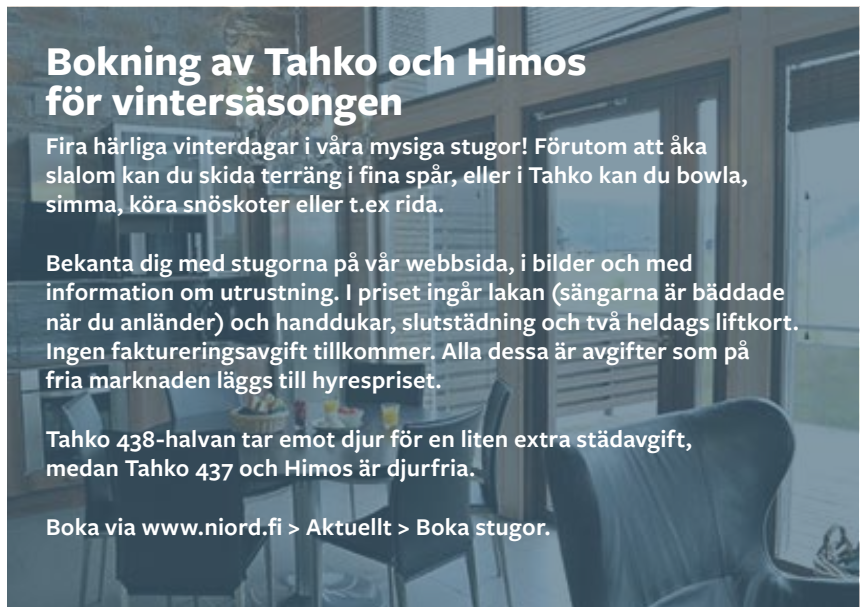 Bokning av Tahko och Himos
för vintersäsongen
Fira härliga vinterdagar i våra mysiga stugor! Förutom att åka
slalom kan du skida terräng i fina spår, eller i Tahko kan du bowla,
simma, köra snöskoter eller t.ex rida.
Bekanta dig med stugorna på vår webbsida, i bilder och med
information om utrustning. I priset ingår lakan (sängarna är bäddade
när du anländer) och handdukar, slutstädning och två heldags liftkort.
Ingen faktureringsavgift tillkommer. Alla dessa är avgifter som på
fria marknaden läggs till hyrespriset.
Tahko 438-halvan tar emot djur för en liten extra städavgift,
medan Tahko 437 och Himos är djurfria.
Boka via www.niord.fi > Aktuellt > Boka stugor.